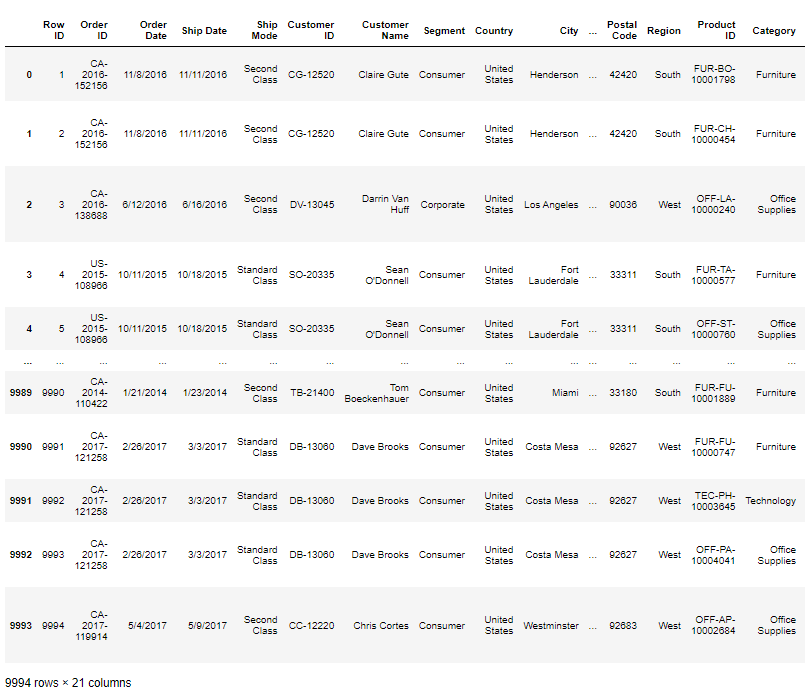 Row ID Order ID Order Date Ship Date Ship Mode Customer ID Customer Name Segment Country City ... Postal Code Region Product ID Category
0 1 CA-2016-152156 11/8/2016 11/11/2016 Second Class CG-12520 Claire Gute Consumer United States Henderson ... 42420 South FUR-BO-10001798 Furniture
1 2 CA-2016-152156 11/8/2016 11/11/2016 Second Class CG-12520 Claire Gute Consumer United States Henderson ... 42420 South FUR-CH-10000454 Furniture
2 3 CA-2016-138688 6/12/2016 6/16/2016 Second Class DV-13045 Darrin Van Huff Corporate United States Los Angeles ... 90036 West OFF-LA-10000240 Office Supplies
3 4 US-2015-108966 10/11/2015 10/18/2015 Standard Class SO-20335 Sean O'Donnell Consumer United States Fort Lauderdale ... 33311 South FUR-TA-10000577 Furniture
4 5 US-2015-108966 10/11/2015 10/18/2015 Standard Class SO-20335 Sean O'Donnell Consumer United States Fort Lauderdale ... 33311 South OFF-ST-10000760 Office Supplies
... ... ... ... ... ... ... ... ... ... ... ... ... ... ... ...
9989 9990 CA-2014-110422 1/21/2014 1/23/2014 Second Class TB-21400 Tom Boeckenhauer Consumer United States Miami ... 33180 South FUR-FU-10001889 Furniture
9990 9991 CA-2017-121258 2/26/2017 3/3/2017 Standard Class DB-13060 Dave Brooks Consumer United States Costa Mesa ... 92627 West FUR-FU-10000747 Furniture
9991 9992 CA-2017-121258 2/26/2017 3/3/2017 Standard Class DB-13060 Dave Brooks Consumer United States Costa Mesa ... 92627 West TEC-PH-10003645 Technology
9992 9993 CA-2017-121258 2/26/2017 3/3/2017 Standard Class DB-13060 Dave Brooks Consumer United States Costa Mesa ... 92627 West OFF-PA-10004041 Office Supplies
9993 9994 CA-2017-119914 5/4/2017 5/9/2017 Second Class CC-12220 Chris Cortes Consumer United States Westminster ... 92683 West OFF-AP-10002684 Office Supplies
9994 rows × 21 columns